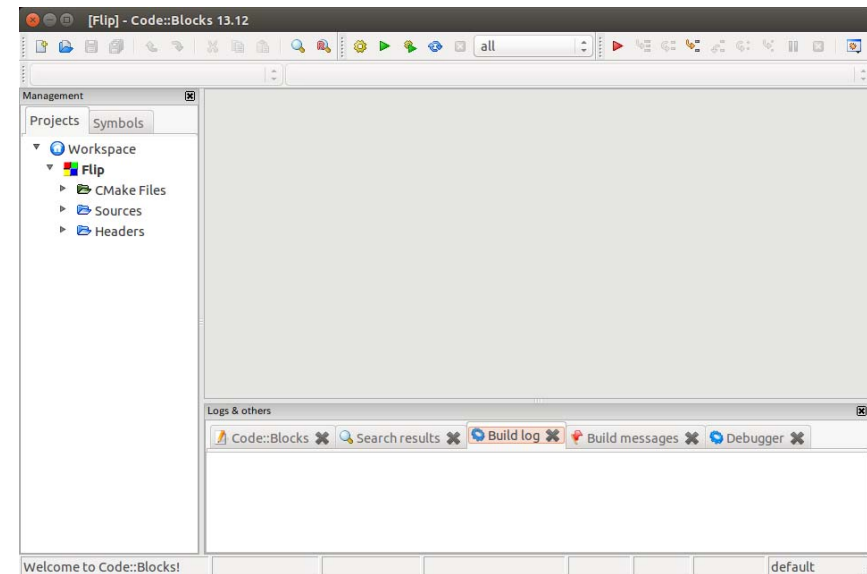 [Flip] - Code::Blocks 13.12
all
Management
Projects Symbols
Workspace
Flip
CMake Files
Sources
Headers
Logs & others
Code::Blocks Search results Build log Build messages Debugger
Welcome to Code::Blocks! default